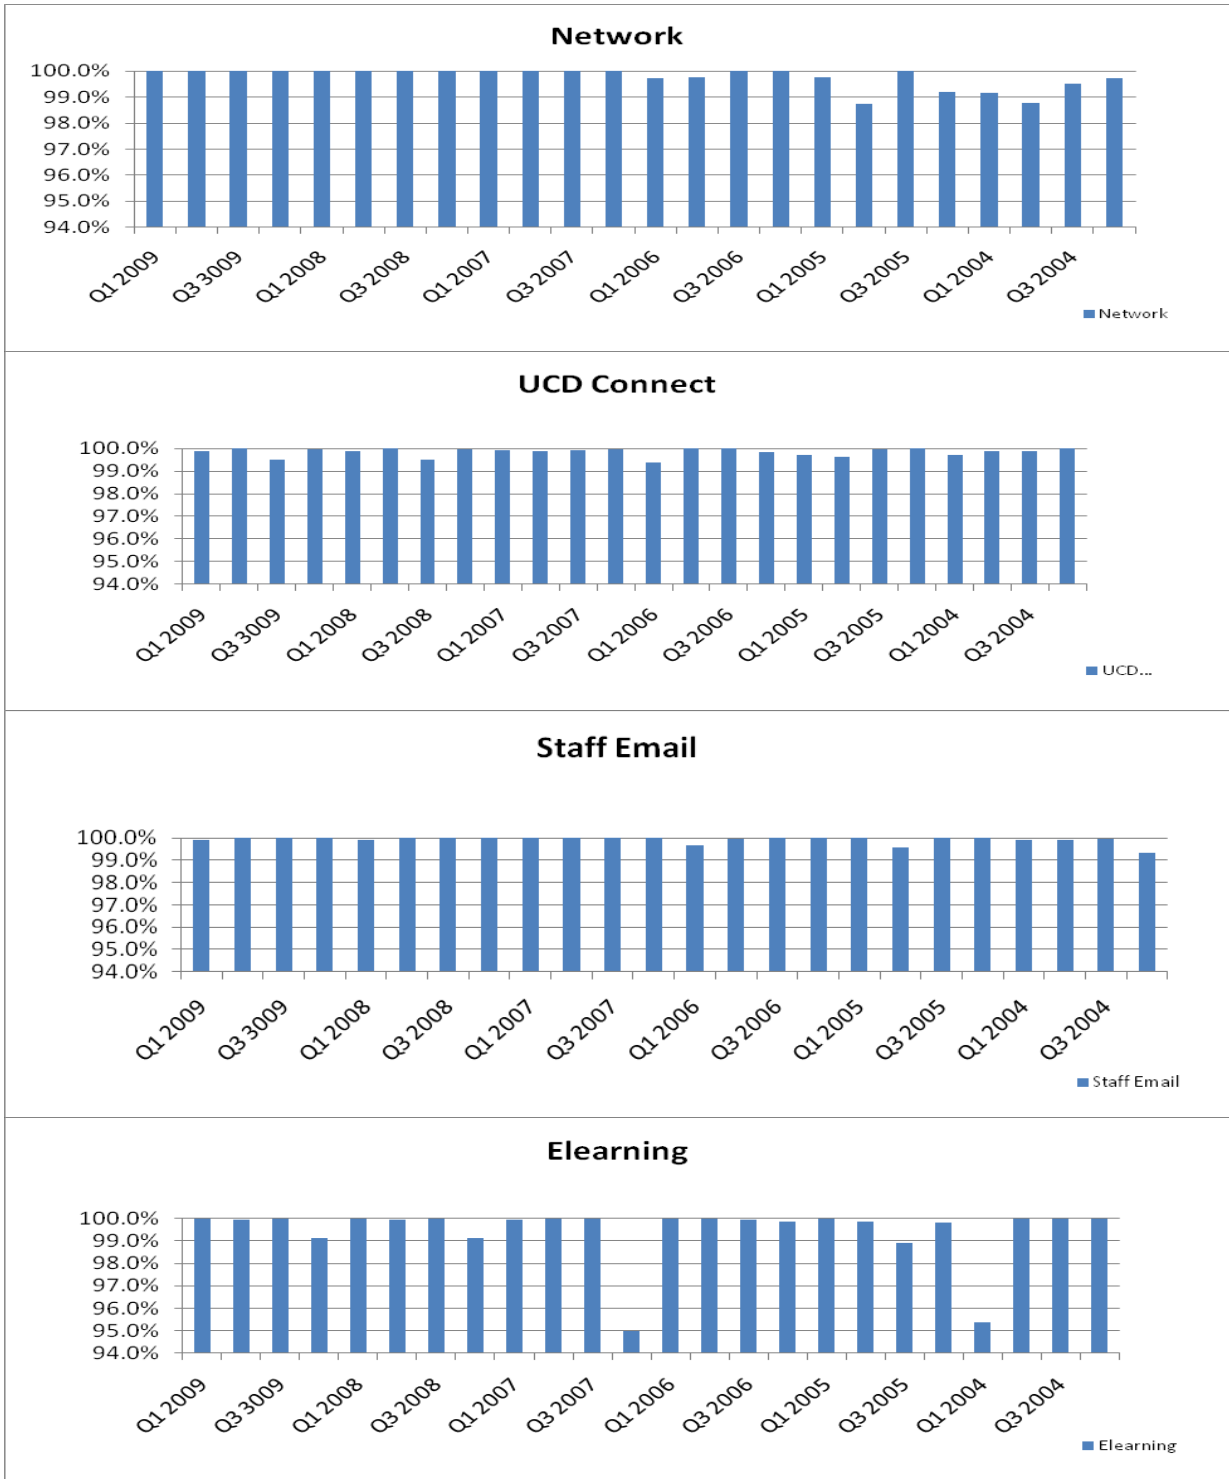 Network
100.0%
99.0%
98.0%
97.0%
96.0%
95.0%
94.0%
Q1 2009
Q3 3009
Q1 2008
Q3 2008
Q1 2007
Q3 2007
Q1 2006
Q3 2006
Q1 2005
Q3 2005
Q1 2004
Q3 2004
Network
UCD Connect
100.0%
99.0%
98.0%
97.0%
96.0%
95.0%
94.0%
Q1 2009
Q3 3009
Q1 2008
Q3 2008
Q1 2007
Q3 2007
Q1 2006
Q3 2006
Q1 2005
Q3 2005
Q1 2004
Q3 2004
UCD...
Staff Email
100.0%
99.0%
98.0%
97.0%
96.0%
95.0%
94.0%
Q1 2009
Q3 3009
Q1 2008
Q3 2008
Q1 2007
Q3 2007
Q1 2006
Q3 2006
Q1 2005
Q3 2005
Q1 2004
Q3 2004
Staff Email
Elearning
100.0%
99.0%
98.0%
97.0%
96.0%
95.0%
94.0%
Q1 2009
Q3 3009
Q1 2008
Q3 2008
Q1 2007
Q3 2007
Q1 2006
Q3 2006
Q1 2005
Q3 2005
Q1 2004
Q3 2004
Elearning